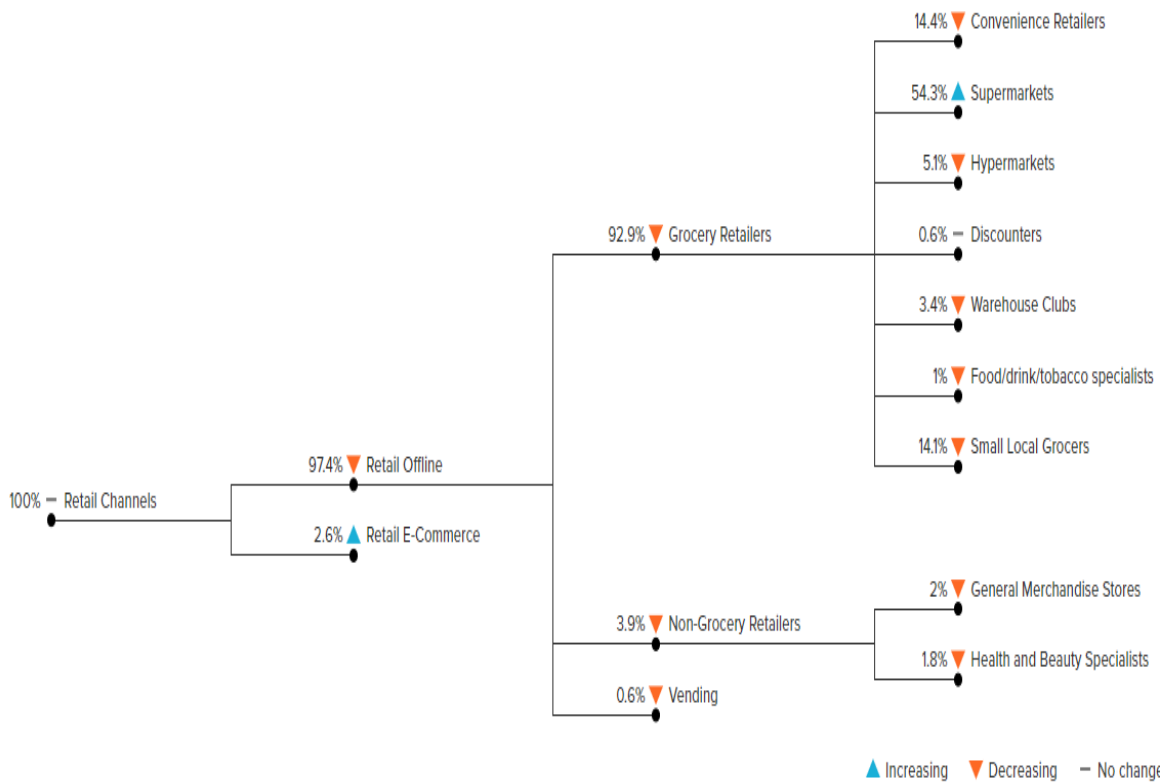 14.4% Convenience Retailers
54.3% Supermarkets
5.1% Hypermarkets
92.9% Grocery Retailers
0.6% – Discounters
3.4% Warehouse Clubs
1% Food/drink/tobacco specialists
14.1% Small Local Grocers
97.4% Retail Offline
100% – Retail Channels
2.6% Retail E-Commerce
2% General Merchandise Stores
3.9% Non-Grocery Retailers
1.8% Health and Beauty Specialists
0.6% Vending
▲ Increasing ▼ Decreasing – No change